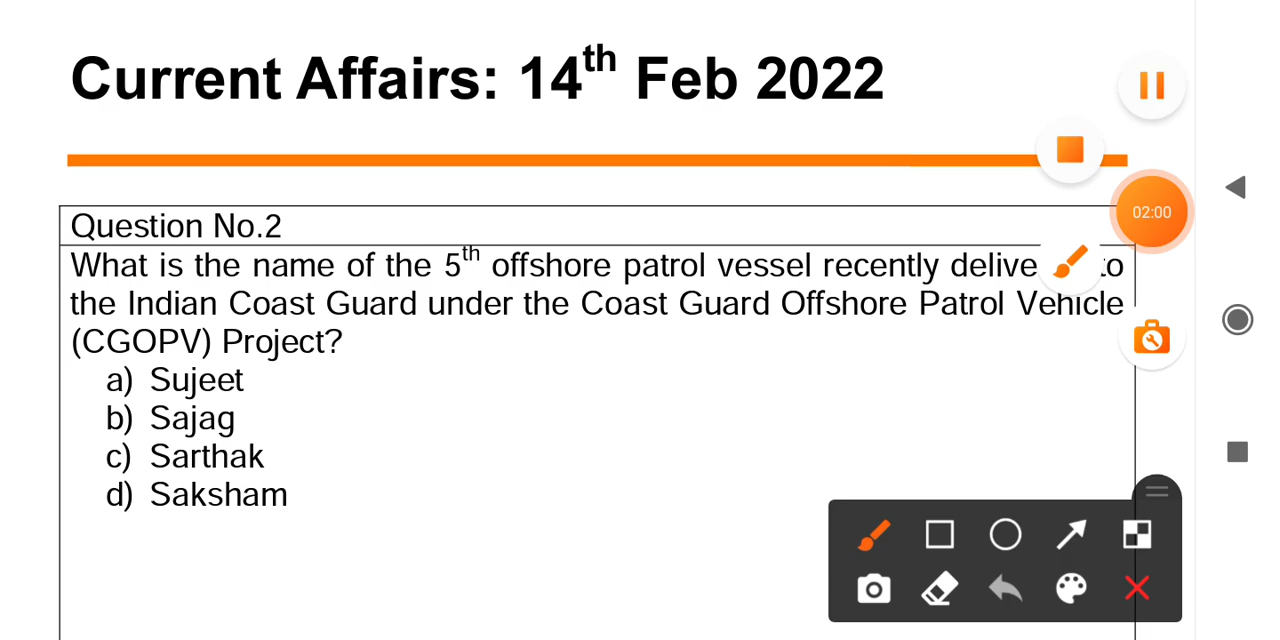 Current Affairs: 14th Feb 2022
02:00
Question No.2
What is the name of the 5th offshore patrol vessel recently delive to
the Indian Coast Guard under the Coast Guard Offshore Patrol Vehicle
(CGOPV) Project?
a) Sujeet
b) Sajag
c) Sarthak
d) Saksham